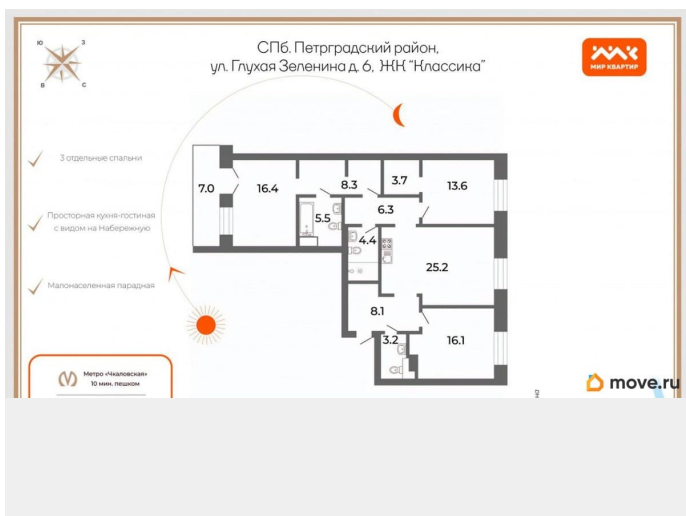 СПб. Петрградский район,
ул. Глухая Зеленина д. 6, ЖК "Классика"
МИР КВАРТИР
Ю
З
В
С
3 отдельные спальни
Просторная кухня-гостиная
с видом на Набережную
Малонаселенная парадная
7.0
16.4
8.3
3.7
13.6
5.5
6.3
4.4
25.2
8.1
3.2
16.1
Метро «Чкаловская»
10 мин. пешком
move.ru